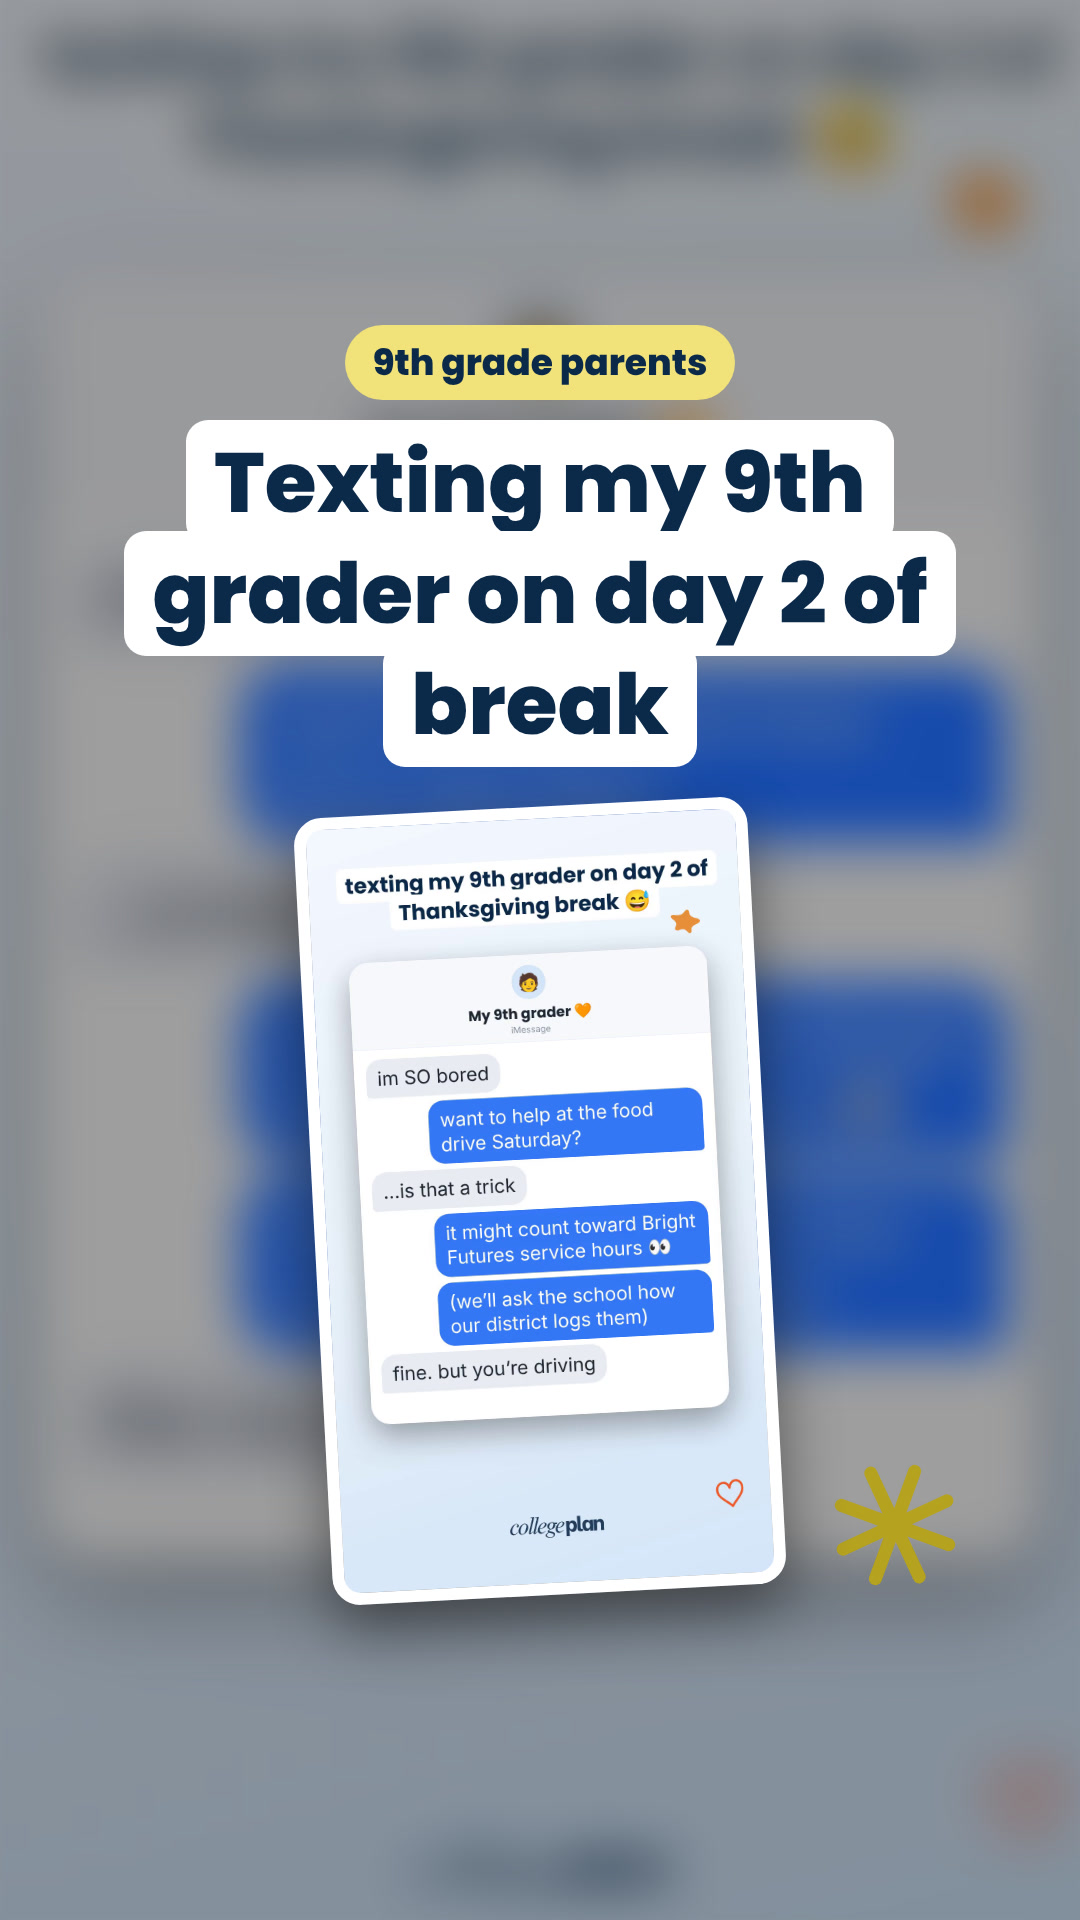 9th grade parents
Texting my 9th
grader on day 2 of
break
texting my 9th grader on day 2 of
Thanksgiving break 😅
My 9th grader 🧡
iMessage
im SO bored
want to help at the food
drive Saturday?
...is that a trick
it might count toward Bright
Futures service hours 👀
(we’ll ask the school how
our district logs them)
fine. but you’re driving
collegeplan